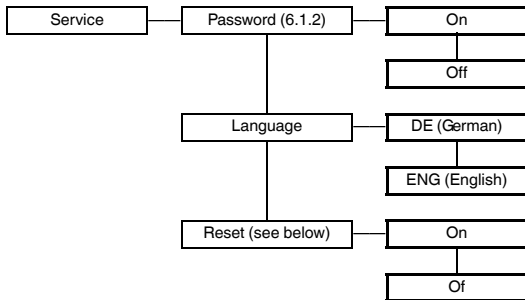 Service
Password (6.1.2)
On
Off
Language
DE (German)
ENG (English)
Reset (see below)
On
Of